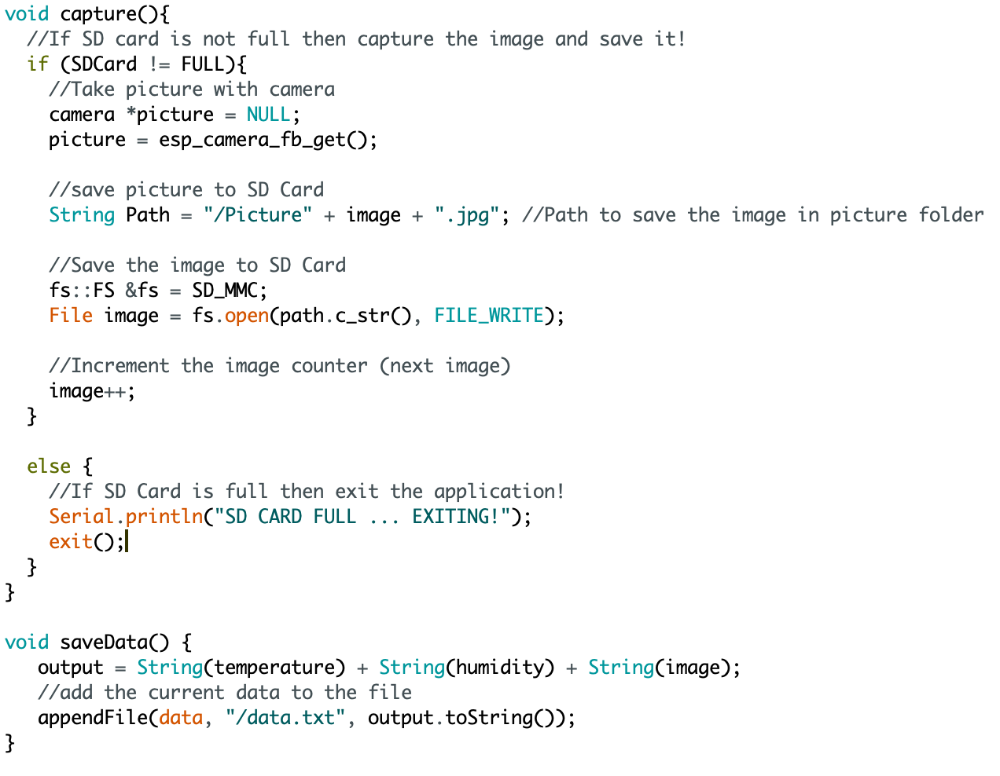 void capture(){
  //If SD card is not full then capture the image and save it!
  if (SDCard != FULL){
    //Take picture with camera
    camera *picture = NULL;
    picture = esp_camera_fb_get();

    //save picture to SD Card
    String Path = "/Picture" + image + ".jpg"; //Path to save the image in picture folder

    //Save the image to SD Card
    fs::FS &fs = SD_MMC;
    File image = fs.open(path.c_str(), FILE_WRITE);

    //Increment the image counter (next image)
    image++;
  }

  else {
    //If SD Card is full then exit the application!
    Serial.println("SD CARD FULL ... EXITING!");
    exit();
  }
}

void saveData() {
   output = String(temperature) + String(humidity) + String(image);
   //add the current data to the file
   appendFile(data, "/data.txt", output.toString());
}